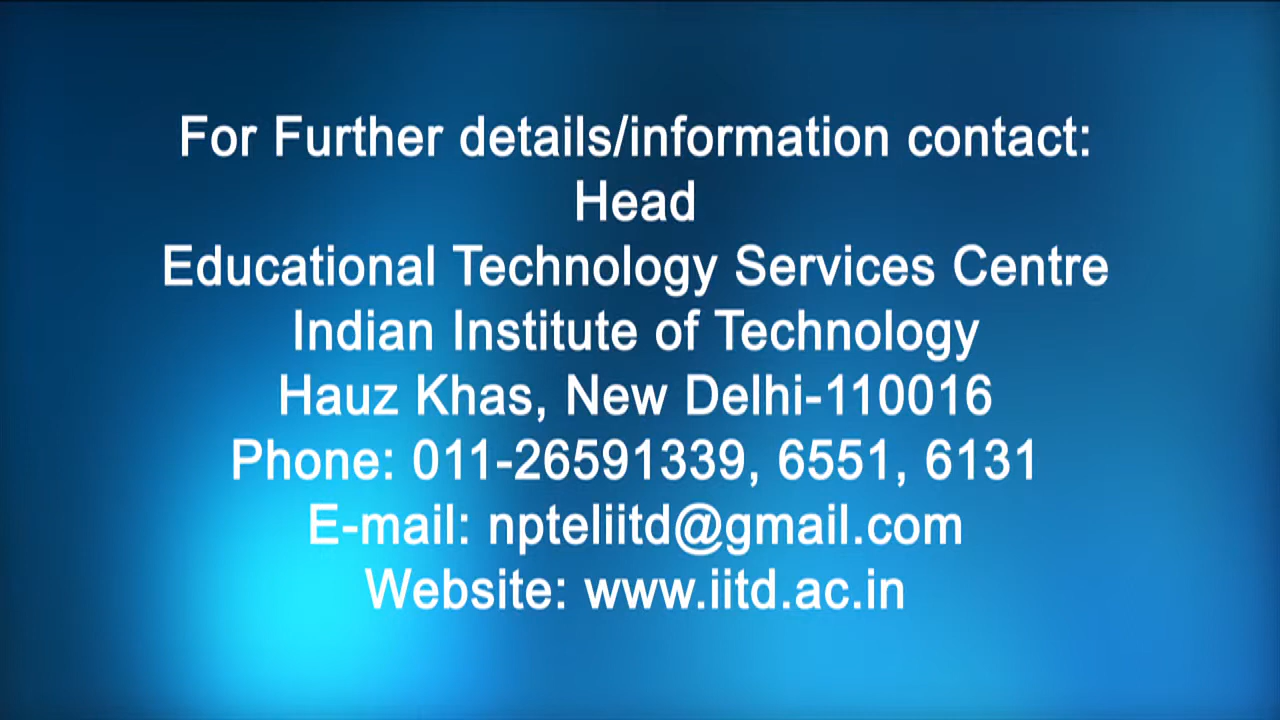 For Further details/information contact:
Head
Educational Technology Services Centre
Indian Institute of Technology
Hauz Khas, New Delhi-110016
Phone: 011-26591339, 6551, 6131
E-mail: npteliitd@gmail.com
Website: www.iitd.ac.in